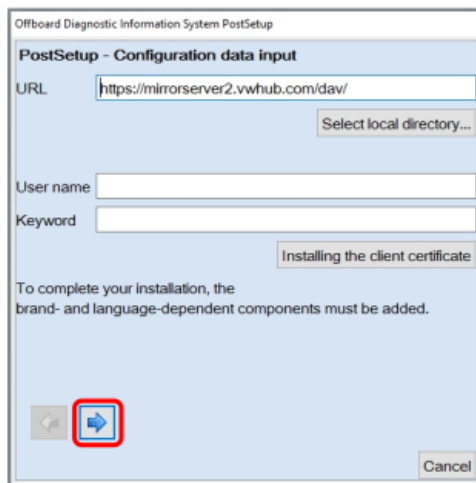 Offboard Diagnostic Information System PostSetup
PostSetup - Configuration data input
URL
https://mirrorserver2.vwhub.com/dav/
Select local directory...
User name
Keyword
Installing the client certificate
To complete your installation, the
brand- and language-dependent components must be added.
Cancel